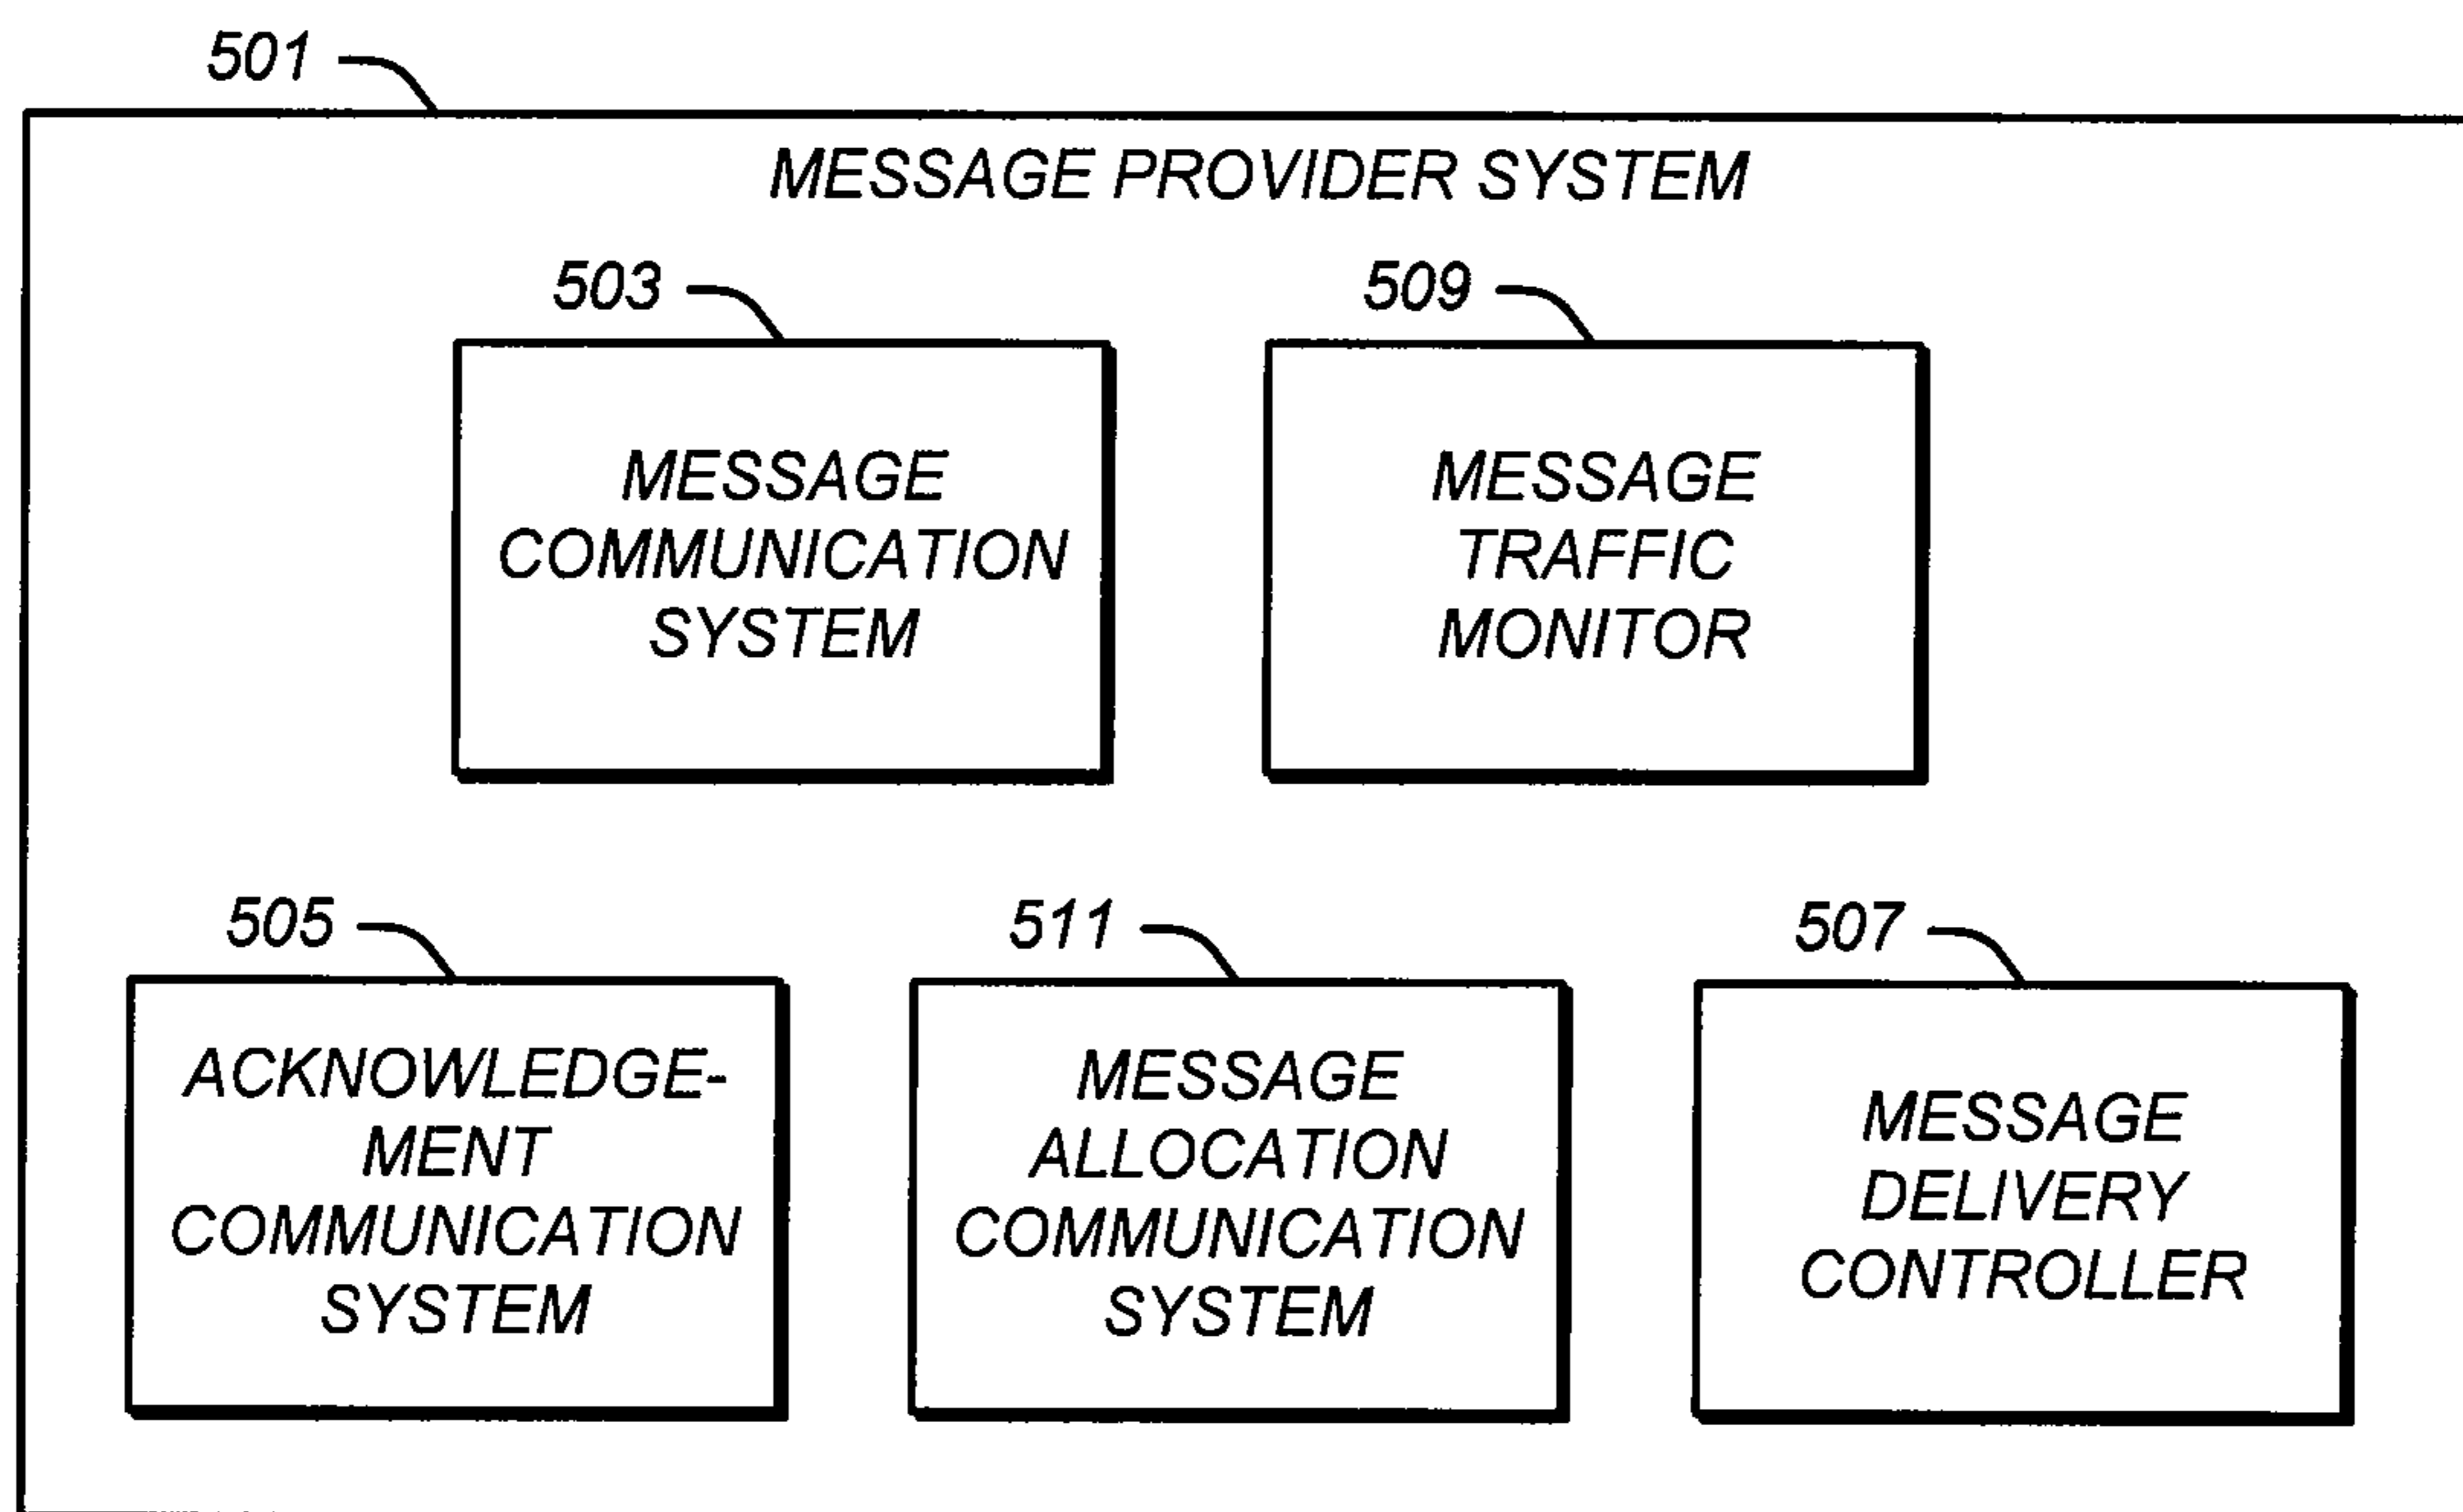 501
MESSAGE PROVIDER SYSTEM
503
MESSAGE
COMMUNICATION
SYSTEM
509
MESSAGE
TRAFFIC
MONITOR
505
ACKNOWLEDGE-
MENT
COMMUNICATION
SYSTEM
511
MESSAGE
ALLOCATION
COMMUNICATION
SYSTEM
507
MESSAGE
DELIVERY
CONTROLLER